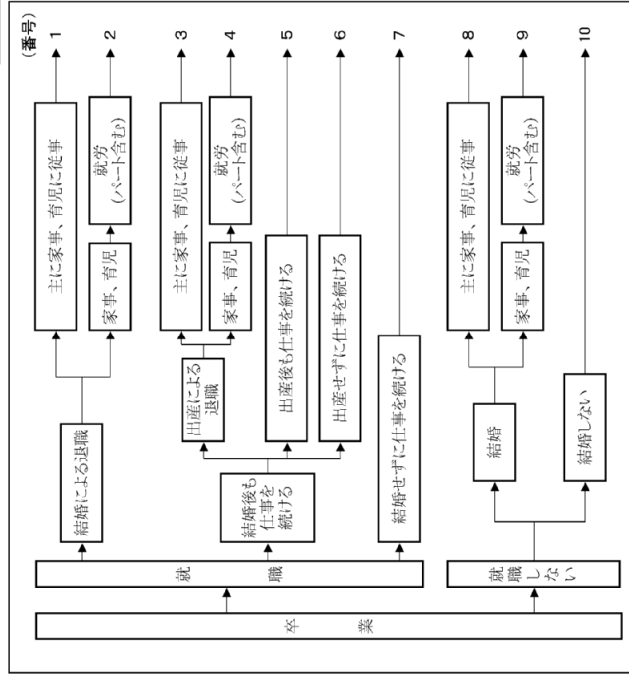 (番号)
卒　業
就　職
結婚による退職
主に家事、育児に従事
1
家事、育児
就労
(パート含む)
2
結婚後も
仕事を
続ける
出産による
退職
主に家事、育児に従事
3
家事、育児
就労
(パート含む)
4
出産後も仕事を続ける
5
出産せずに仕事を続ける
6
結婚せずに仕事を続ける
7
就職しない
結婚
主に家事、育児に従事
8
家事、育児
就労
(パート含む)
9
結婚しない
10